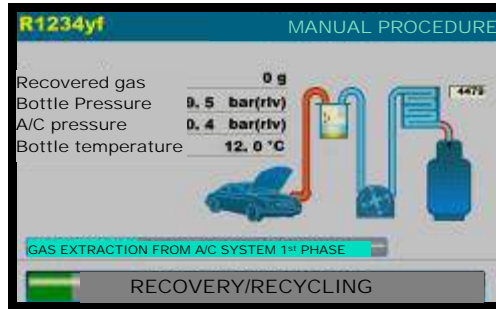 R1234yf
MANUAL PROCEDURE
Recovered gas 0 g
Bottle Pressure 9.5 bar(rlv)
A/C pressure 0.4 bar(rlv)
Bottle temperature 12.0 °C
4479
GAS EXTRACTION FROM A/C SYSTEM 1st PHASE
RECOVERY/RECYCLING